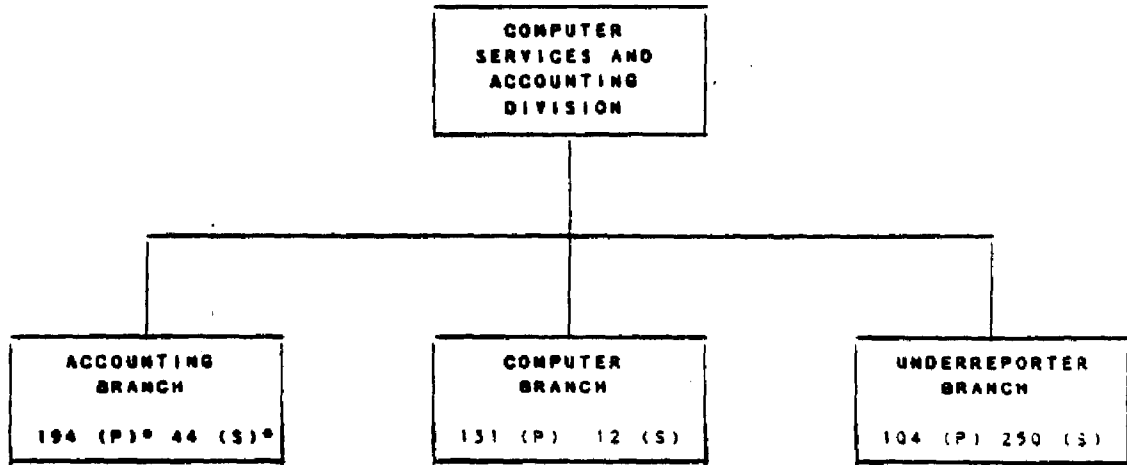 COMPUTER
SERVICES AND
ACCOUNTING
DIVISION
ACCOUNTING
BRANCH
194 (P)* 44 (S)*
COMPUTER
BRANCH
131 (P) 12 (S)
UNDERREPORTER
BRANCH
104 (P) 250 (S)